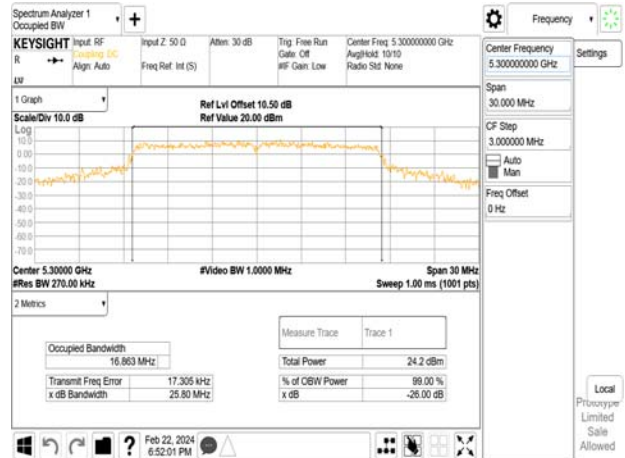 Spectrum Analyzer 1
Occupied BW
+
Frequency
KEYSIGHT
R
Input: RF
Coupling: DC
Align: Auto
Input Z: 50 Ω
Freq Ref: Int (S)
Atten: 30 dB
Trig: Free Run
Gate: Off
#IF Gain: Low
Center Freq: 5.300000000 GHz
Avg|Hold: 10/10
Radio Std: None
1 Graph
Scale/Div 10.0 dB
Ref Lvl Offset 10.50 dB
Ref Value 20.00 dBm
Log
10.0
0.00
-10.0
-20.0
-30.0
-40.0
-50.0
-60.0
-70.0
Center 5.30000 GHz
#Video BW 1.0000 MHz
Span 30 MHz
#Res BW 270.00 kHz
Sweep 1.00 ms (1001 pts)
2 Metrics
Measure Trace
Trace 1
Occupied Bandwidth
16.863 MHz
Total Power
24.2 dBm
Transmit Freq Error
17.305 kHz
% of OBW Power
99.00 %
x dB Bandwidth
25.80 MHz
x dB
-26.00 dB
Center Frequency
5.300000000 GHz
Settings
Span
30.000 MHz
CF Step
3.000000 MHz
Auto
Man
Freq Offset
0 Hz
Local
Prototype
Limited
Sale
Allowed
?
Feb 22, 2024
6:52:01 PM